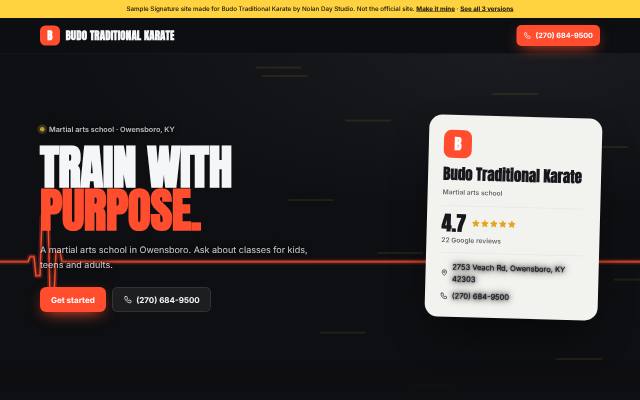 Sample Signature site made for Budo Traditional Karate by Nolan Day Studio. Not the official site. Make it mine · See all 3 versions
B BUDO TRADITIONAL KARATE
(270) 684-9500
Martial arts school · Owensboro, KY
TRAIN WITH
PURPOSE.
A martial arts school in Owensboro. Ask about classes for kids,
teens and adults.
Get started
(270) 684-9500
B
Budo Traditional Karate
Martial arts school
4.7 ★★★★★
22 Google reviews
2753 Veach Rd, Owensboro, KY
42303
(270) 684-9500